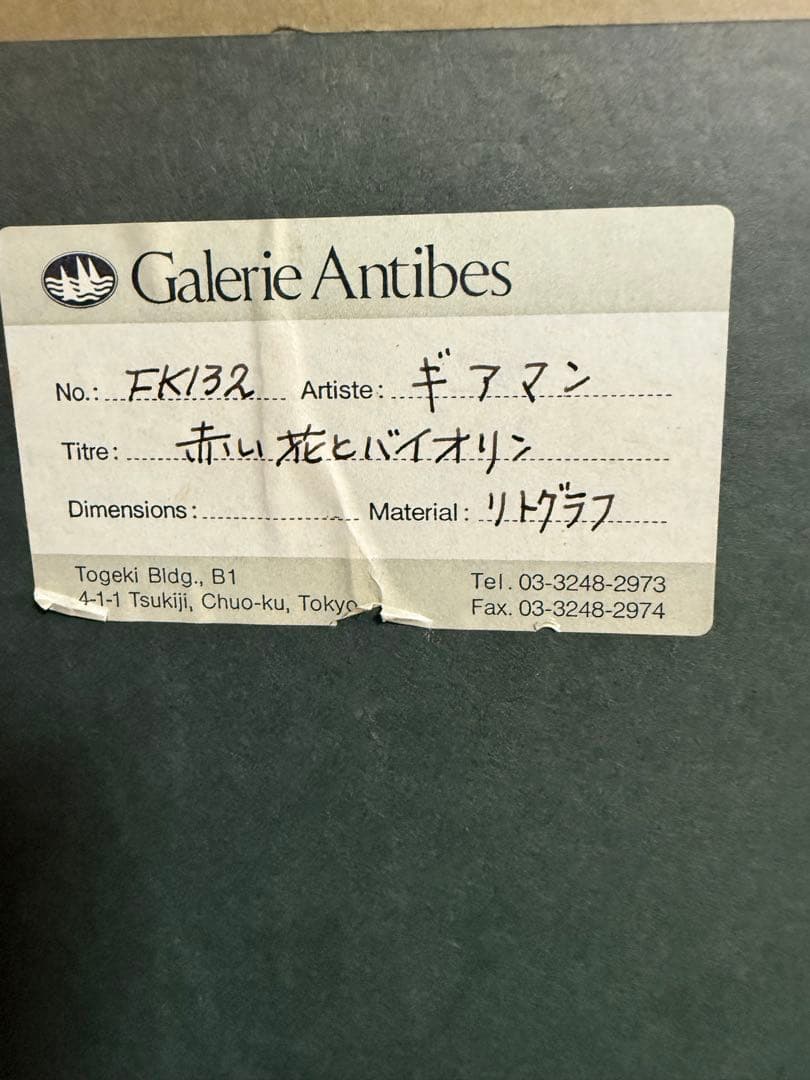 Galerie Antibes
No.: FK132 Artiste: ギアマン
Titre: 赤い花とバイオリン
Dimensions: Material: リトグラフ
Togeki Bldg., B1 Tel. 03-3248-2973
4-1-1 Tsukiji, Chuo-ku, Tokyo Fax. 03-3248-2974